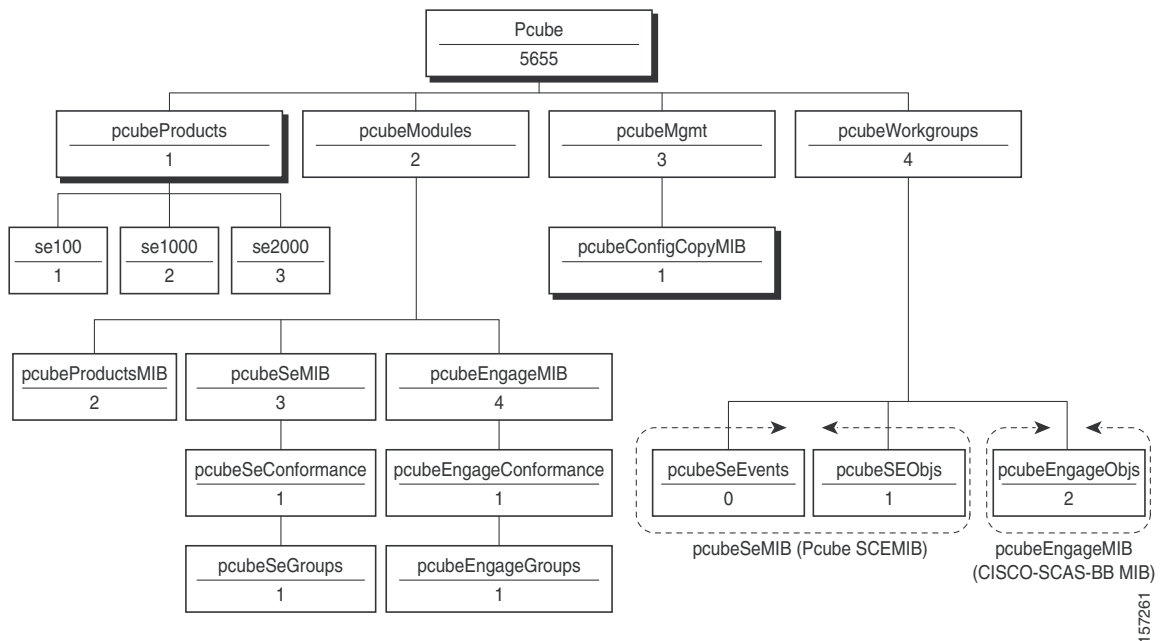 Pcube
5655
pcubeProducts
1
pcubeModules
2
pcubeMgmt
3
pcubeWorkgroups
4
se100
1
se1000
2
se2000
3
pcubeConfigCopyMIB
1
pcubeProductsMIB
2
pcubeSeMIB
3
pcubeEngageMIB
4
pcubeSeConformance
1
pcubeEngageConformance
1
pcubeSeEvents
0
pcubeSEObjs
1
pcubeEngageObjs
2
pcubeSeGroups
1
pcubeEngageGroups
1
pcubeSeMIB (Pcube SCEMIB)
pcubeEngageMIB
(CISCO-SCAS-BB MIB)
157261